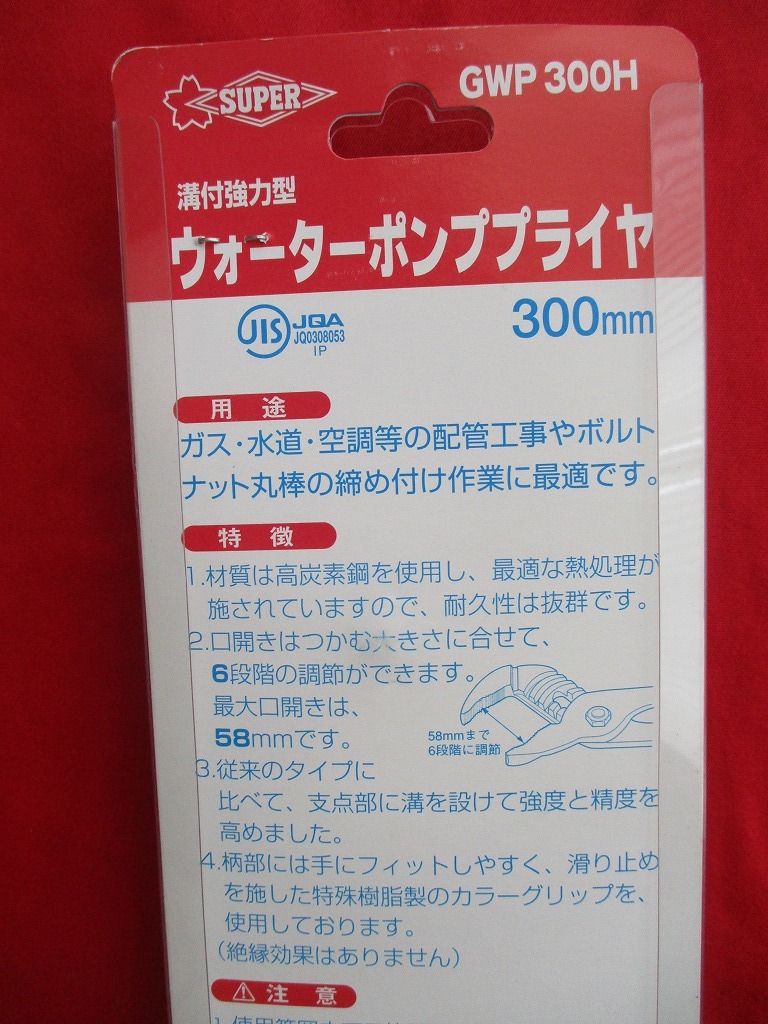 SUPER
GWP 300H
溝付強力型
ウォーターポンププライヤ
JIS JQA
JQ0308053
IP
300mm
用途
ガス・水道・空調等の配管工事やボルト
ナット丸棒の締め付け作業に最適です。
特徴
1.材質は高炭素鋼を使用し、最適な熱処理が
施されていますので、耐久性は抜群です。
2.口開きはつかむ大きさに合せて、
6段階の調節ができます。
最大口開きは、
58mmです。
58mmまで
6段階に調節
3.従来のタイプに
比べて、支点部に溝を設けて強度と精度を
高めました。
4.柄部には手にフィットしやすく、滑り止め
を施した特殊樹脂製のカラーグリップを、
使用しております。
（絶縁効果はありません）
注意